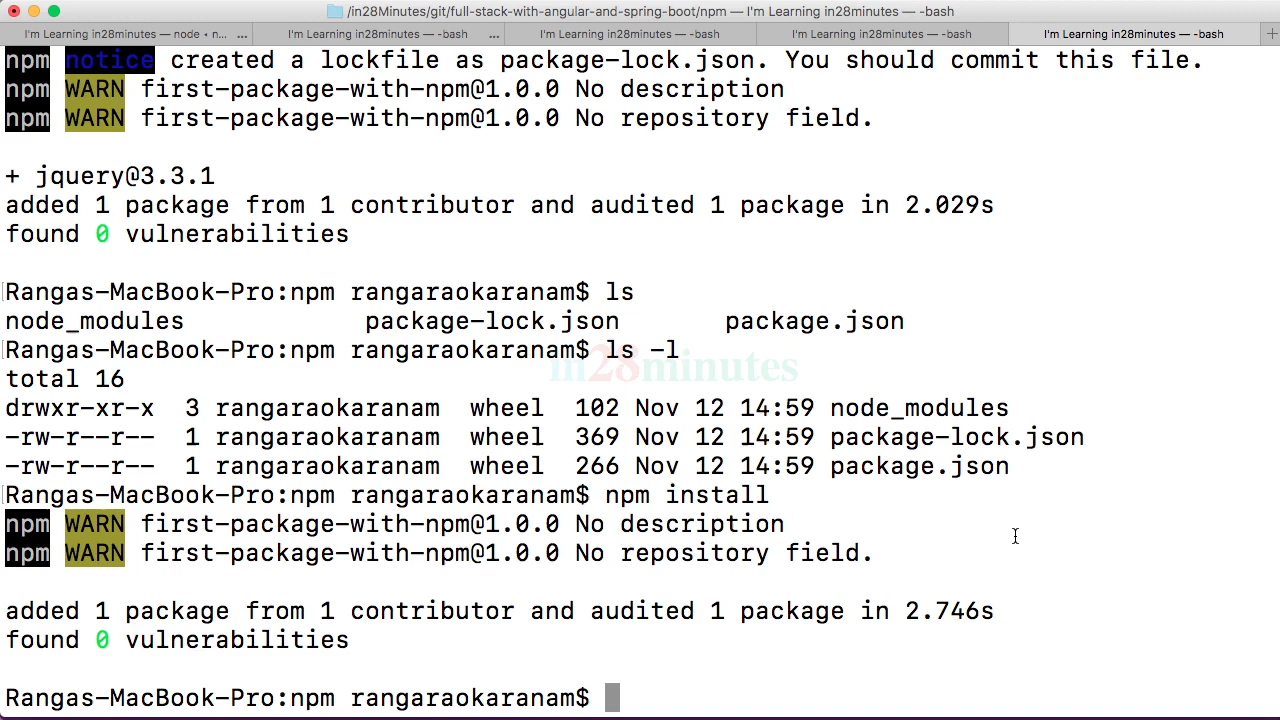 /in28Minutes/git/full-stack-with-angular-and-spring-boot/npm — I'm Learning in28minutes — -bash
I'm Learning in28minutes — node • n... ... I'm Learning in28minutes — -bash ... I'm Learning in28minutes — -bash I'm Learning in28minutes — -bash I'm Learning in28minutes — -bash +
npm notice created a lockfile as package-lock.json. You should commit this file.
npm WARN first-package-with-npm@1.0.0 No description
npm WARN first-package-with-npm@1.0.0 No repository field.
+ jquery@3.3.1
added 1 package from 1 contributor and audited 1 package in 2.029s
found 0 vulnerabilities
Rangas-MacBook-Pro:npm rangaraokaranam$ ls
node_modules package-lock.json package.json
Rangas-MacBook-Pro:npm rangaraokaranam$ ls -l
in28minutes
total 16
drwxr-xr-x 3 rangaraokaranam wheel 102 Nov 12 14:59 node_modules
-rw-r--r-- 1 rangaraokaranam wheel 369 Nov 12 14:59 package-lock.json
-rw-r--r-- 1 rangaraokaranam wheel 266 Nov 12 14:59 package.json
Rangas-MacBook-Pro:npm rangaraokaranam$ npm install
npm WARN first-package-with-npm@1.0.0 No description
npm WARN first-package-with-npm@1.0.0 No repository field.
added 1 package from 1 contributor and audited 1 package in 2.746s
found 0 vulnerabilities
Rangas-MacBook-Pro:npm rangaraokaranam$